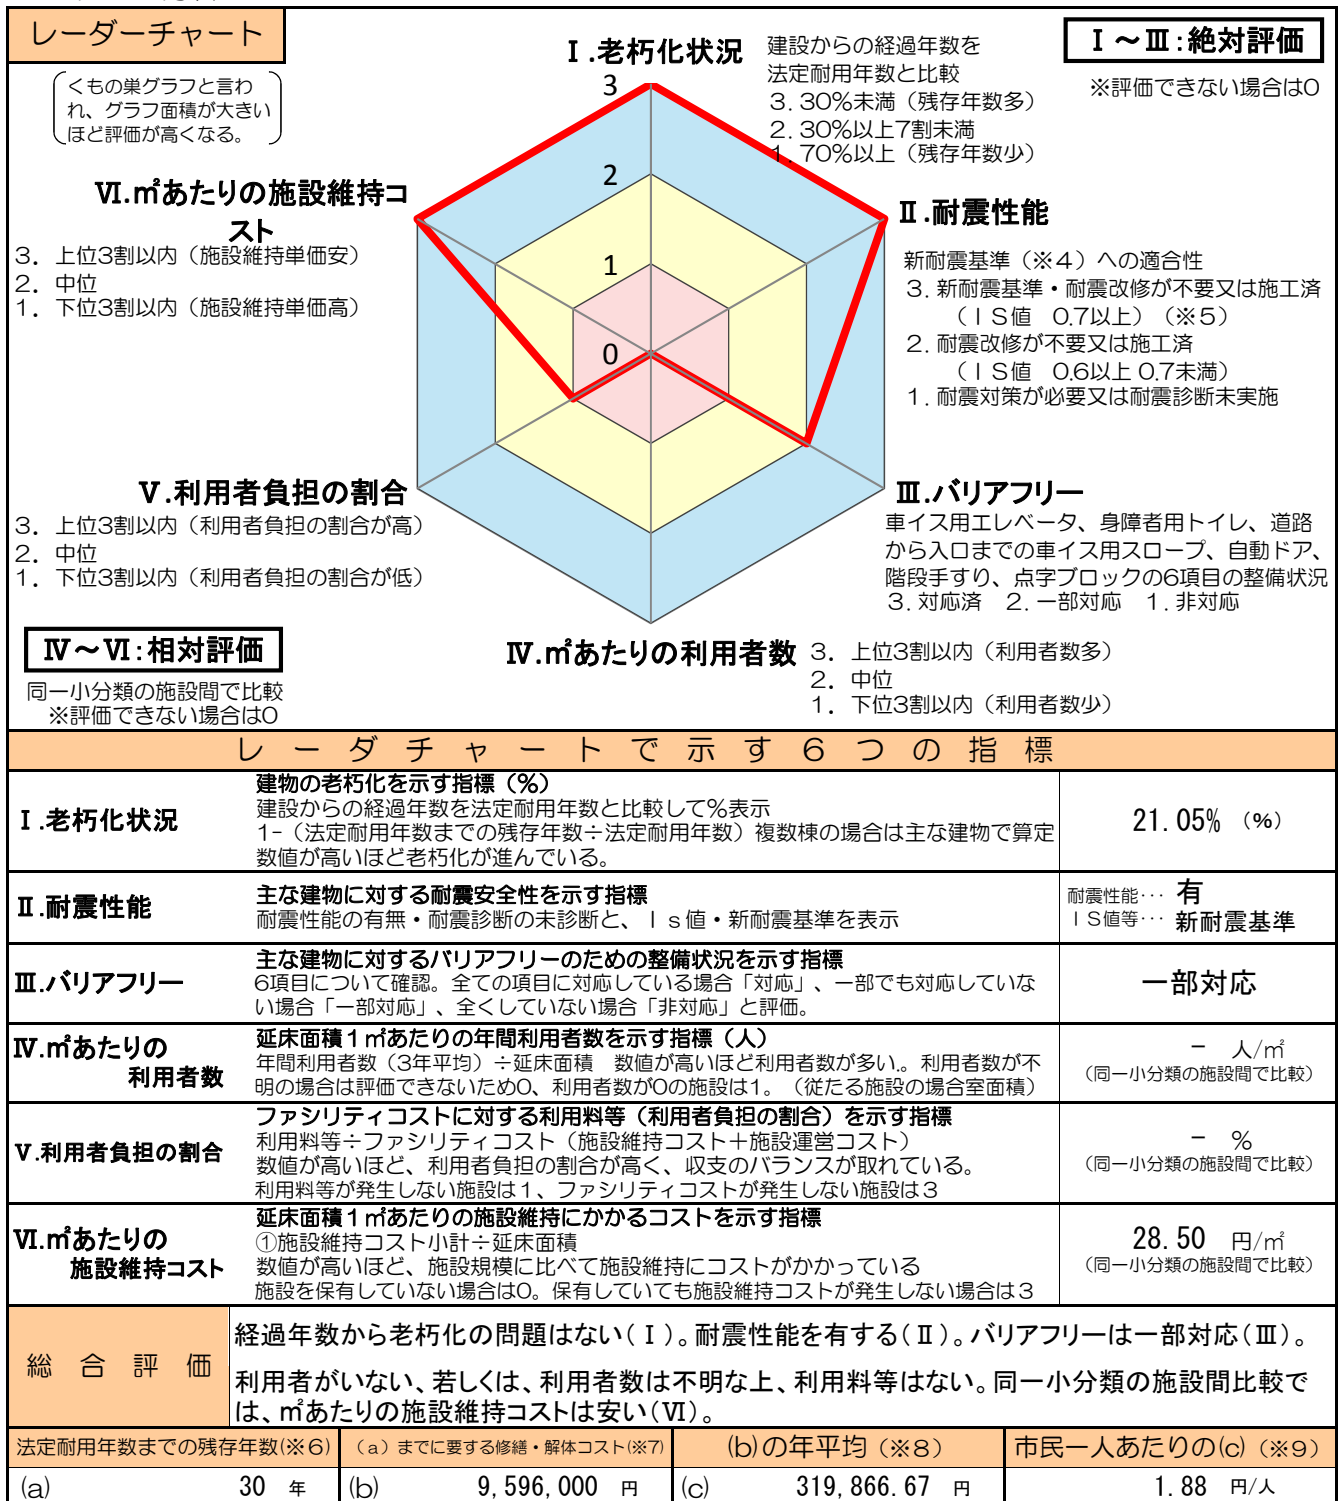 レーダーチャート
くもの巣グラフと言わ
れ、グラフ面積が大きい
ほど評価が高くなる。
Ⅰ.老朽化状況
建設からの経過年数を
法定耐用年数と比較
3. 30％未満（残存年数多）
2. 30％以上7割未満
1. 70％以上（残存年数少）
Ⅰ～Ⅲ：絶対評価
※評価できない場合は0
3
2
1
0
Ⅵ.㎡あたりの施設維持コ
スト
3. 上位3割以内（施設維持単価安）
2. 中位
1. 下位3割以内（施設維持単価高）
Ⅱ.耐震性能
新耐震基準（※4）への適合性
3. 新耐震基準・耐震改修が不要又は施工済
（ＩＳ値 0.7以上）（※5）
2. 耐震改修が不要又は施工済
（ＩＳ値 0.6以上 0.7未満）
1. 耐震対策が必要又は耐震診断未実施
Ⅴ.利用者負担の割合
3. 上位3割以内（利用者負担の割合が高）
2. 中位
1. 下位3割以内（利用者負担の割合が低）
Ⅲ.バリアフリー
車イス用エレベータ、身障者用トイレ、道路
から入口までの車イス用スロープ、自動ドア、
階段手すり、点字ブロックの6項目の整備状況
3. 対応済 2. 一部対応 1. 非対応
Ⅳ～Ⅵ：相対評価
同一小分類の施設間で比較
※評価できない場合は0
Ⅳ.㎡あたりの利用者数
3. 上位3割以内（利用者数多）
2. 中位
1. 下位3割以内（利用者数少）
レーダチャートで示す6つの指標
Ⅰ.老朽化状況
建物の老朽化を示す指標（％）
建設からの経過年数を法定耐用年数と比較して％表示
1-（法定耐用年数までの残存年数÷法定耐用年数）複数棟の場合は主な建物で算定
数値が高いほど老朽化が進んでいる。
21.05% （%）
Ⅱ.耐震性能
主な建物に対する耐震安全性を示す指標
耐震性能の有無・耐震診断の未診断と、Ｉｓ値・新耐震基準を表示
耐震性能… 有
ＩＳ値等… 新耐震基準
Ⅲ.バリアフリー
主な建物に対するバリアフリーのための整備状況を示す指標
6項目について確認。全ての項目に対応している場合「対応」、一部でも対応していな
い場合「一部対応」、全くしていない場合「非対応」と評価。
一部対応
Ⅳ.㎡あたりの
利用者数
延床面積１㎡あたりの年間利用者数を示す指標（人）
年間利用者数（3年平均）÷延床面積 数値が高いほど利用者数が多い。利用者数が不
明の場合は評価できないため0、利用者数が0の施設は1。（従たる施設の場合室面積）
－ 人/㎡
（同一小分類の施設間で比較）
Ⅴ.利用者負担の割合
ファシリティコストに対する利用料等（利用者負担の割合）を示す指標
利用料等÷ファシリティコスト（施設維持コスト＋施設運営コスト）
数値が高いほど、利用者負担の割合が高く、収支のバランスが取れている。
利用料等が発生しない施設は１、ファシリティコストが発生しない施設は３
－ %
（同一小分類の施設間で比較）
Ⅵ.㎡あたりの
施設維持コスト
延床面積１㎡あたりの施設維持にかかるコストを示す指標
①施設維持コスト小計÷延床面積
数値が高いほど、施設規模に比べて施設維持にコストがかかっている
施設を保有していない場合は0。保有していても施設維持コストが発生しない場合は３
28.50 円/㎡
（同一小分類の施設間で比較）
総合評価
経過年数から老朽化の問題はない（Ⅰ）。耐震性能を有する（Ⅱ）。バリアフリーは一部対応（Ⅲ）。
利用者がいない、若しくは、利用者数は不明な上、利用料等はない。同一小分類の施設間比較で
は、㎡あたりの施設維持コストは安い（Ⅵ）。
法定耐用年数までの残存年数(※6)
（a）までに要する修繕・解体コスト(※7)
(b)の年平均（※8）
市民一人あたりの(c)（※9）
(a) 30 年
(b) 9,596,000 円
(c) 319,866.67 円
1.88 円/人